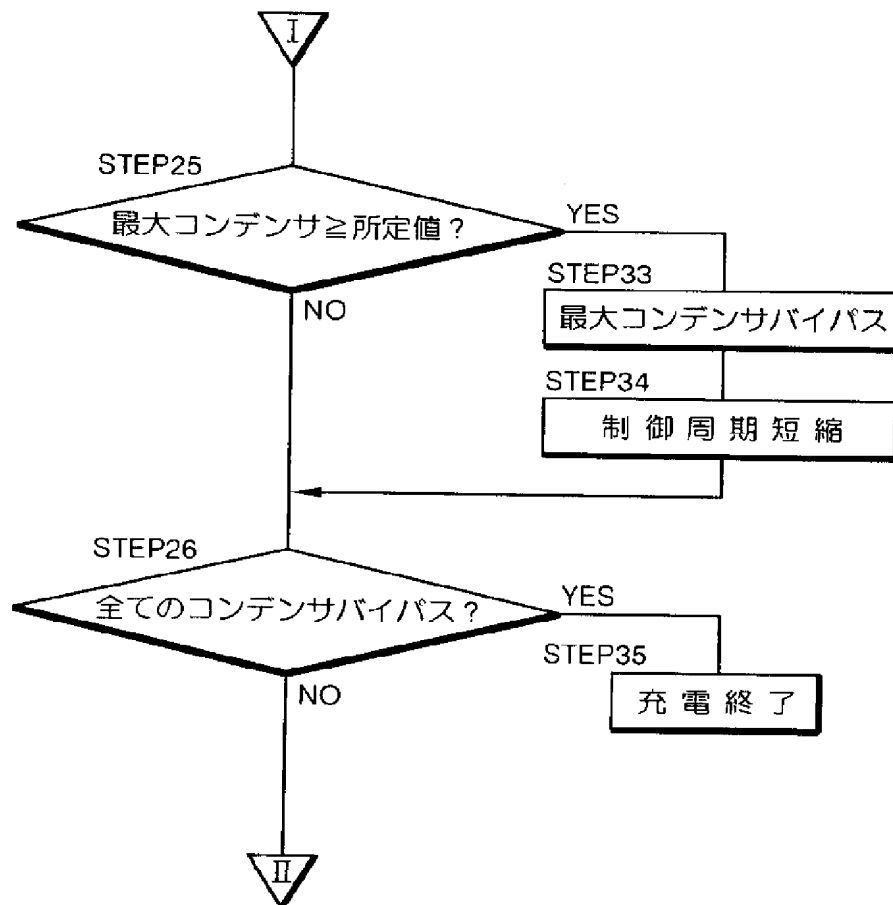 I
STEP25
最大コンデンサ≧所定値?
YES
NO
STEP33
最大コンデンサバイパス
STEP34
制御周期短縮
STEP26
全てのコンデンサバイパス?
YES
NO
STEP35
充電終了
II